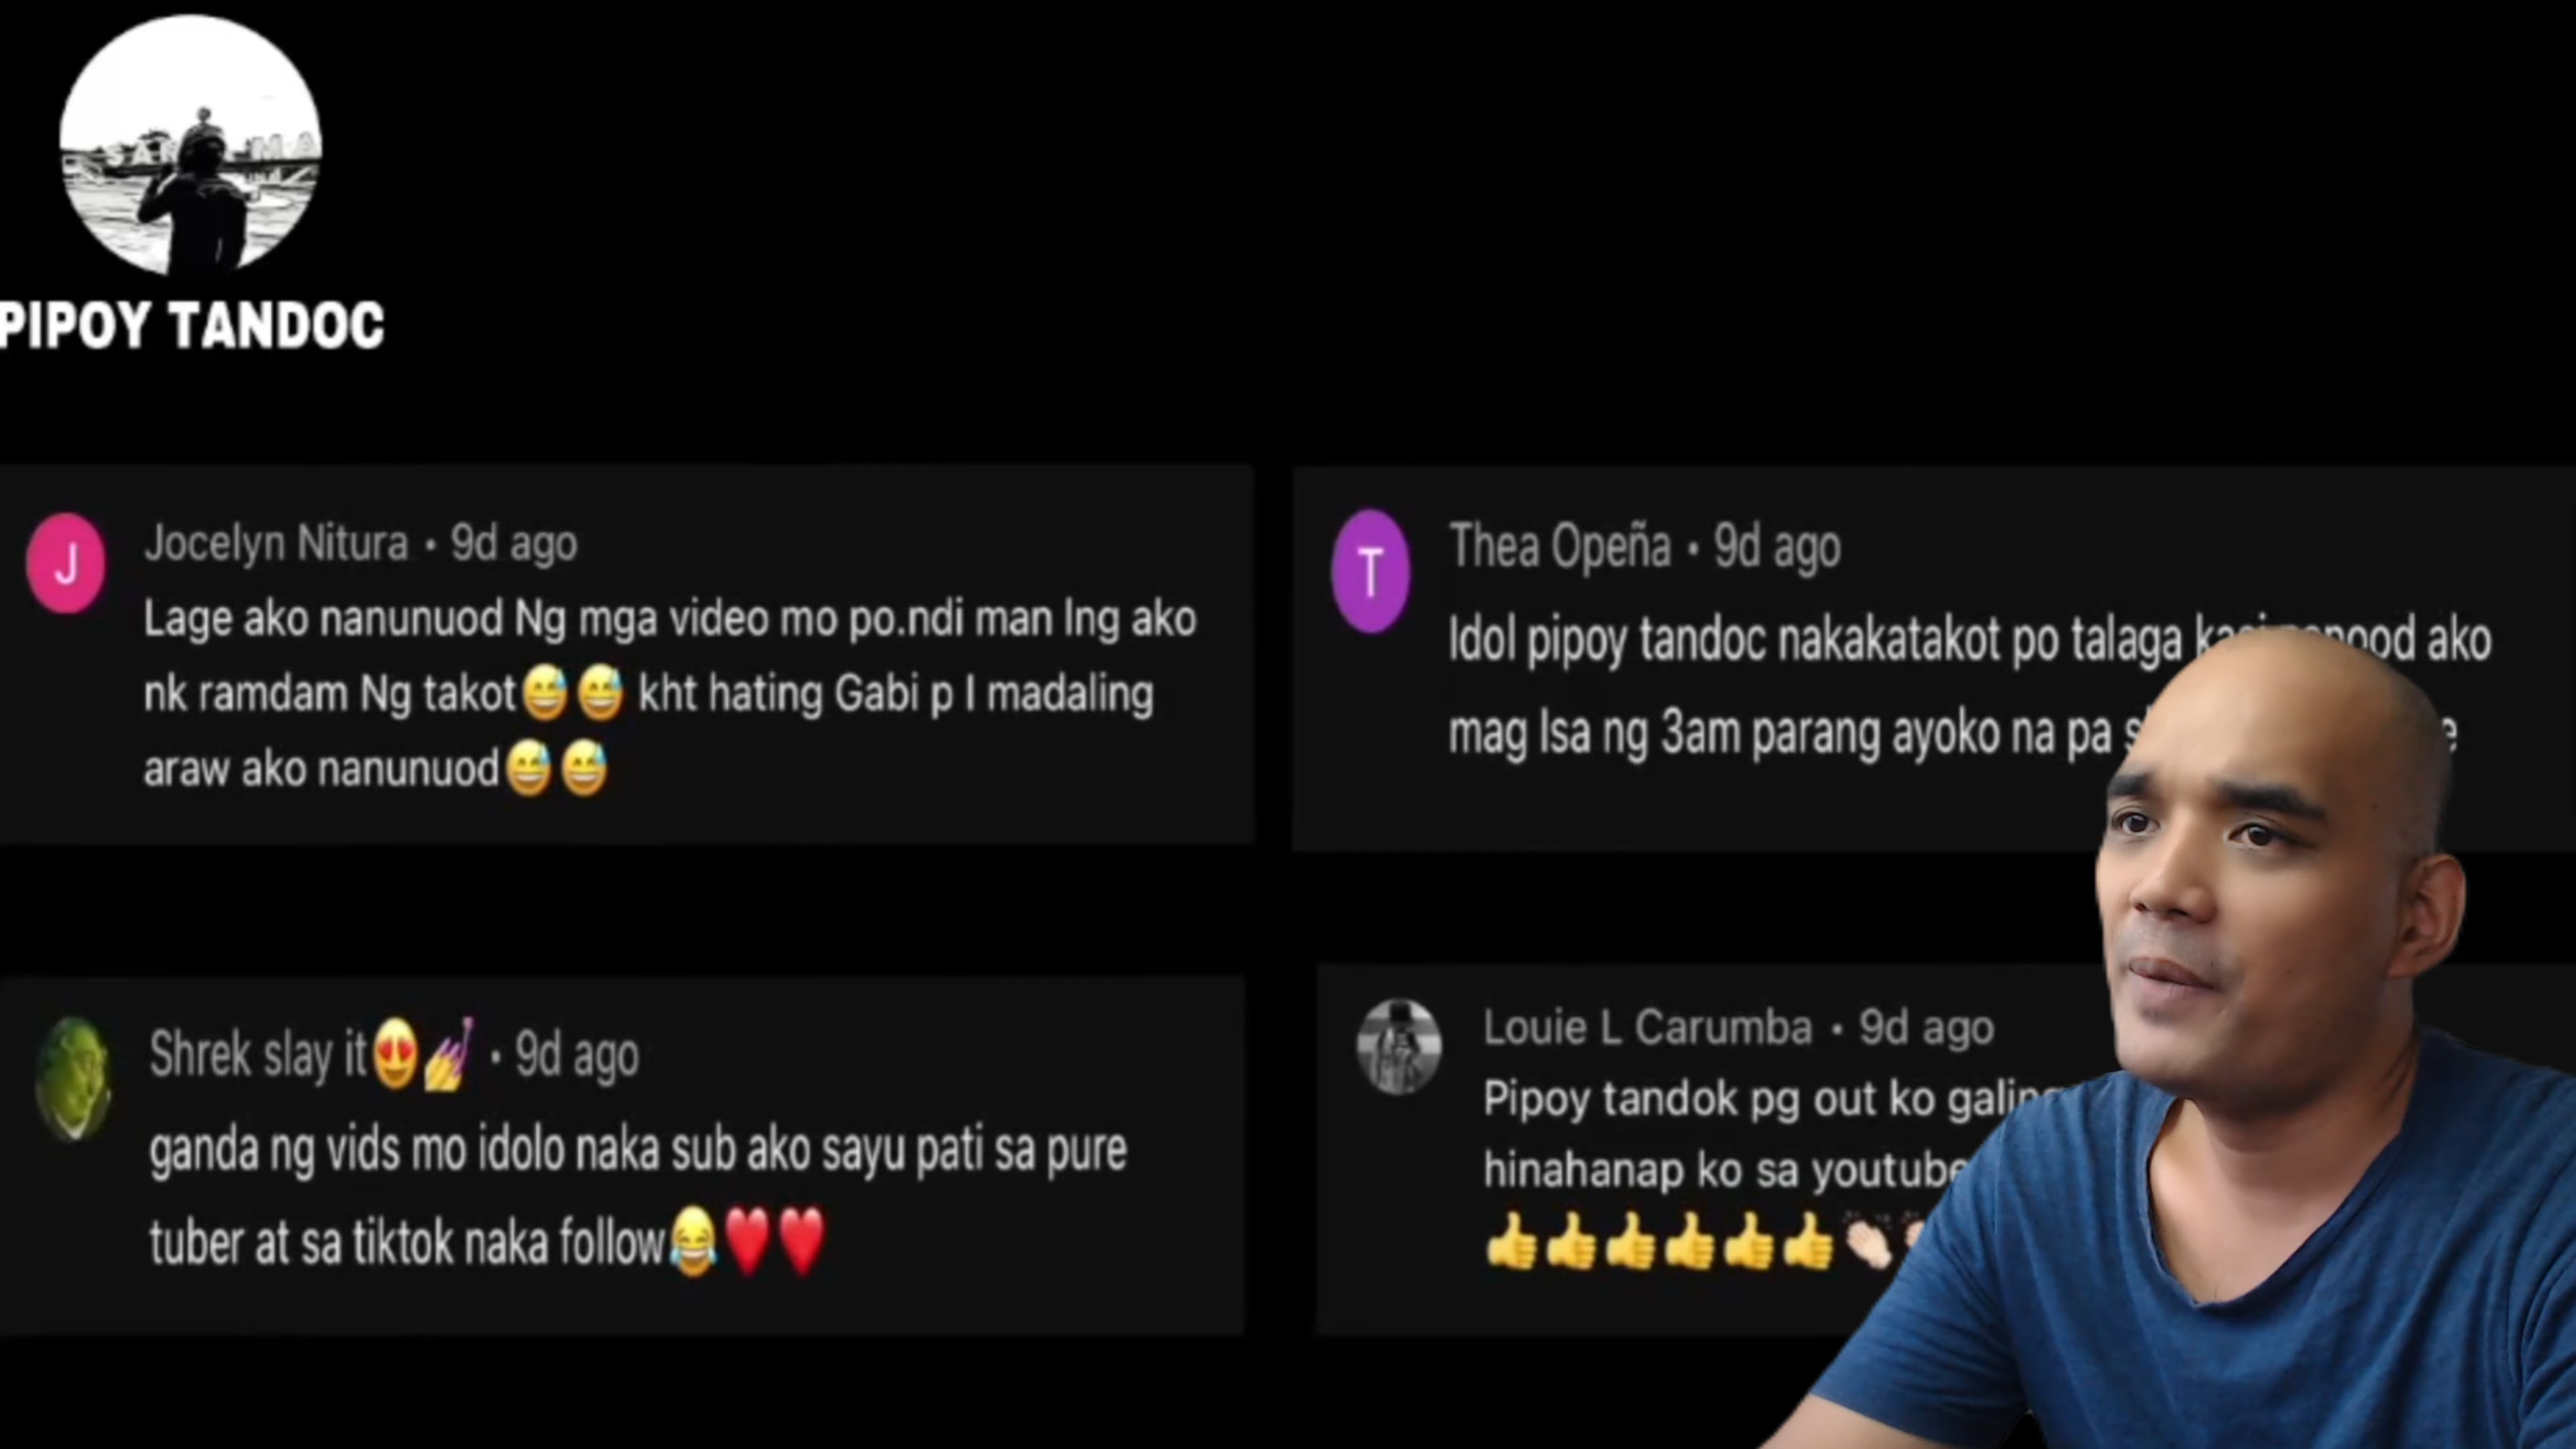 PIPOY TANDOC
J
Jocelyn Nitura • 9d ago
Lage ako nanunuod Ng mga video mo po.ndi man lng ako
nk ramdam Ng takot😅😅 kht hating Gabi p I madaling
araw ako nanunuod😅😅
T
Thea Opeña • 9d ago
Idol pipoy tandoc nakakatakot po talaga ako
mag Isa ng 3am parang ayoko na pa
Shrek slay it😍💅 • 9d ago
ganda ng vids mo idolo naka sub ako sayu pati sa pure
tuber at sa tiktok naka follow😂❤️❤️
Louie L Carumba • 9d ago
Pipoy tandok pg out ko
hinahanap ko sa youtube
👍👍👍👍👍👍👏🏻